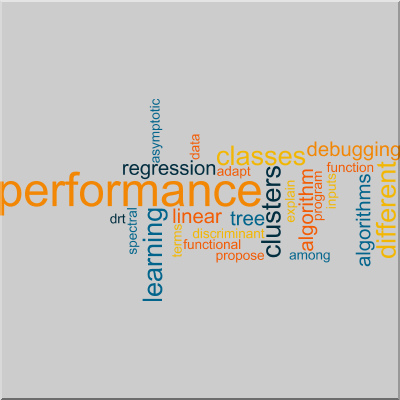 asymptotic
data
classes
debugging
regression
adapt
function
performance
clusters
explain
algorithm
program
inputs
algorithms
different
drt
spectral
learning
linear
tree
terms
discriminant
functional
propose
among